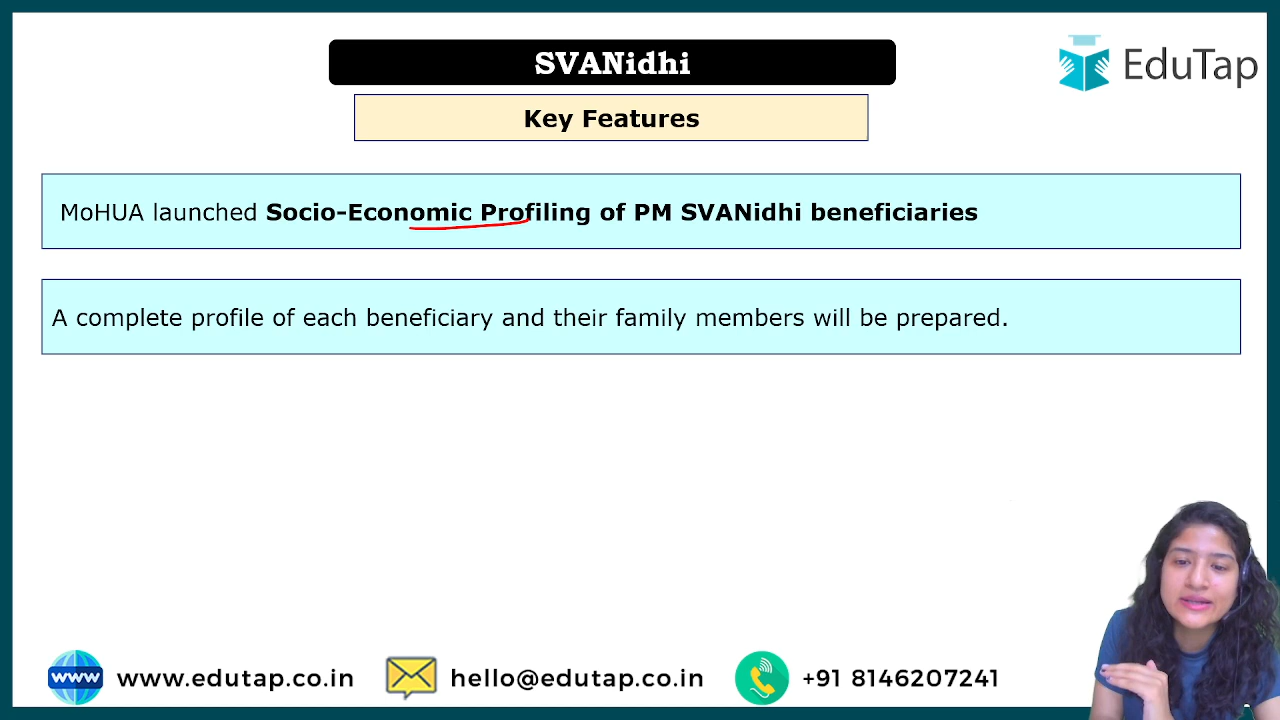 SVANidhi
EduTap
Key Features
MoHUA launched Socio-Economic Profiling of PM SVANidhi beneficiaries
A complete profile of each beneficiary and their family members will be prepared.
www
www.edutap.co.in
hello@edutap.co.in
+91 8146207241